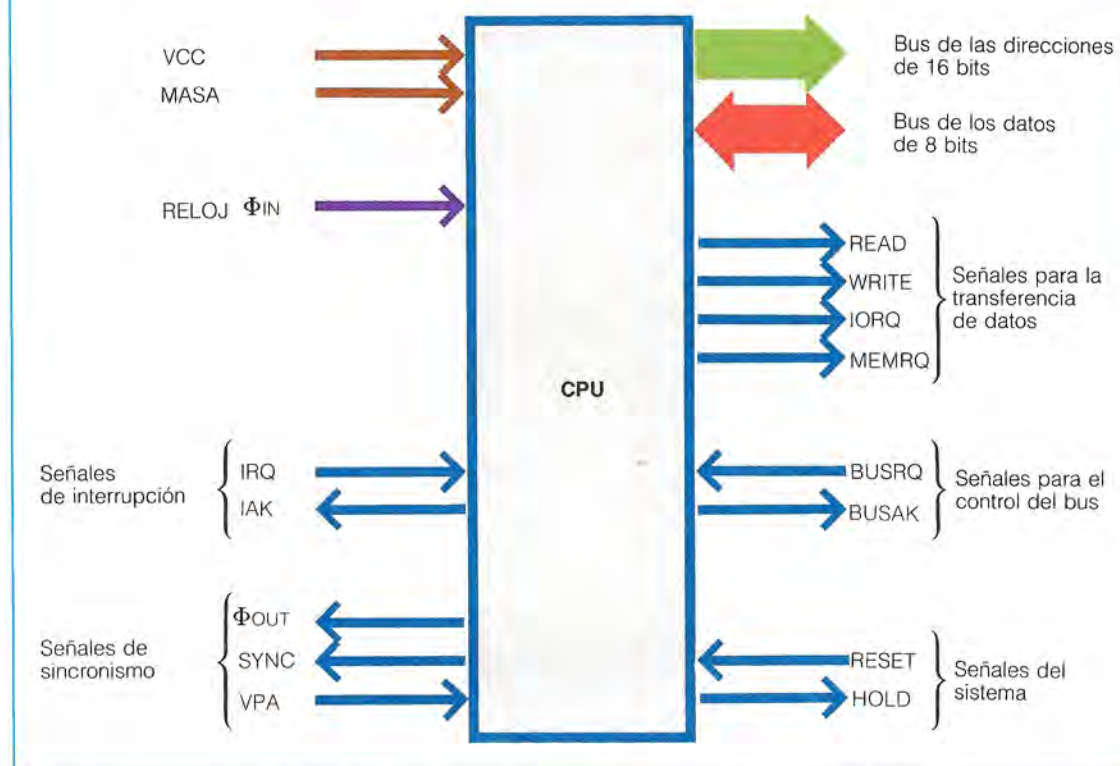 VCC
MASA
RELOJ ΦIN
Señales
de interrupción
IRQ
IAK
Señales de
sincronismo
ΦOUT
SYNC
VPA
CPU
Bus de las direcciones
de 16 bits
Bus de los datos
de 8 bits
READ
WRITE
IORQ
MEMRQ
Señales para la
transferencia
de datos
BUSRQ
BUSAK
Señales para el
control del bus
RESET
HOLD
Señales del
sistema